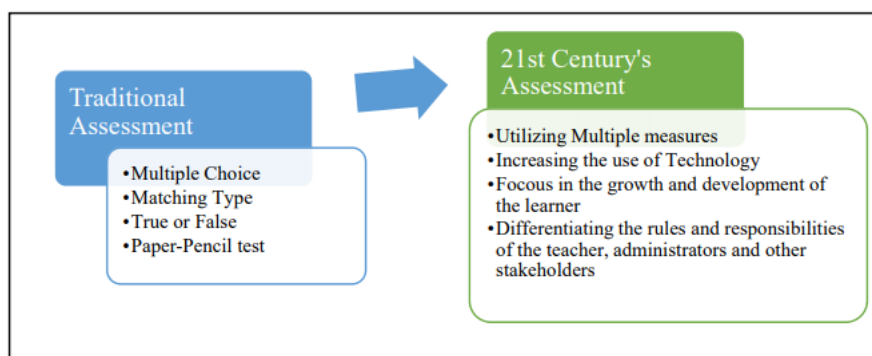 Traditional
Assessment
•Multiple Choice
•Matching Type
•True or False
•Paper-Pencil test
21st Century's
Assessment
•Utilizing Multiple measures
•Increasing the use of Technology
•Focous in the growth and development of
the learner
•Differentiating the rules and responsibilities
of the teacher, administrators and other
stakeholders